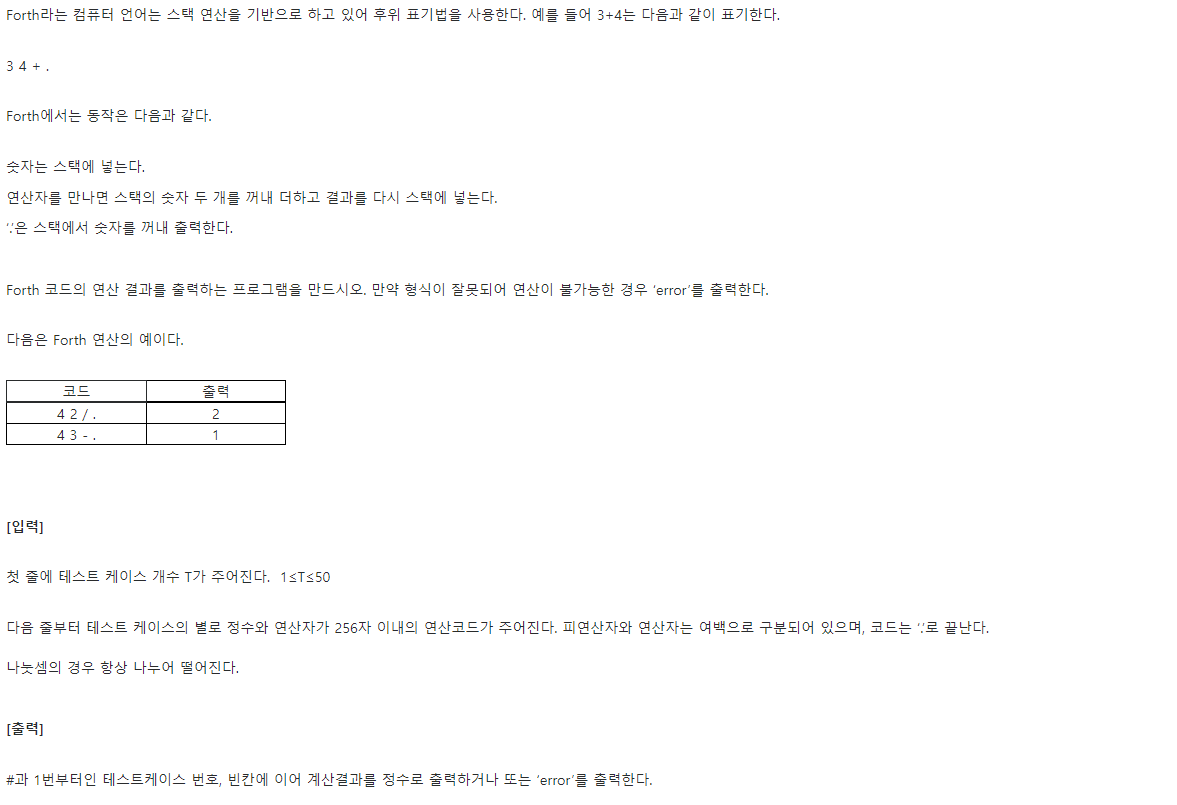 Forth라는 컴퓨터 언어는 스택 연산을 기반으로 하고 있어 후위 표기법을 사용한다. 예를 들어 3+4는 다음과 같이 표기한다.
3 4 + .
Forth에서는 동작은 다음과 같다.
숫자는 스택에 넣는다.
연산자를 만나면 스택의 숫자 두 개를 꺼내 더하고 결과를 다시 스택에 넣는다.
‘.’은 스택에서 숫자를 꺼내 출력한다.
Forth 코드의 연산 결과를 출력하는 프로그램을 만드시오. 만약 형식이 잘못되어 연산이 불가능한 경우 ‘error’를 출력한다.
다음은 Forth 연산의 예이다.
코드 출력
4 2 / . 2
4 3 - . 1
[입력]
첫 줄에 테스트 케이스 개수 T가 주어진다. 1≤T≤50
다음 줄부터 테스트 케이스의 별로 정수와 연산자가 256자 이내의 연산코드가 주어진다. 피연산자와 연산자는 여백으로 구분되어 있으며, 코드는 ‘.’로 끝난다.
나눗셈의 경우 항상 나누어 떨어진다.
[출력]
#과 1번부터인 테스트케이스 번호, 빈칸에 이어 계산결과를 정수로 출력하거나 또는 ‘error’를 출력한다.